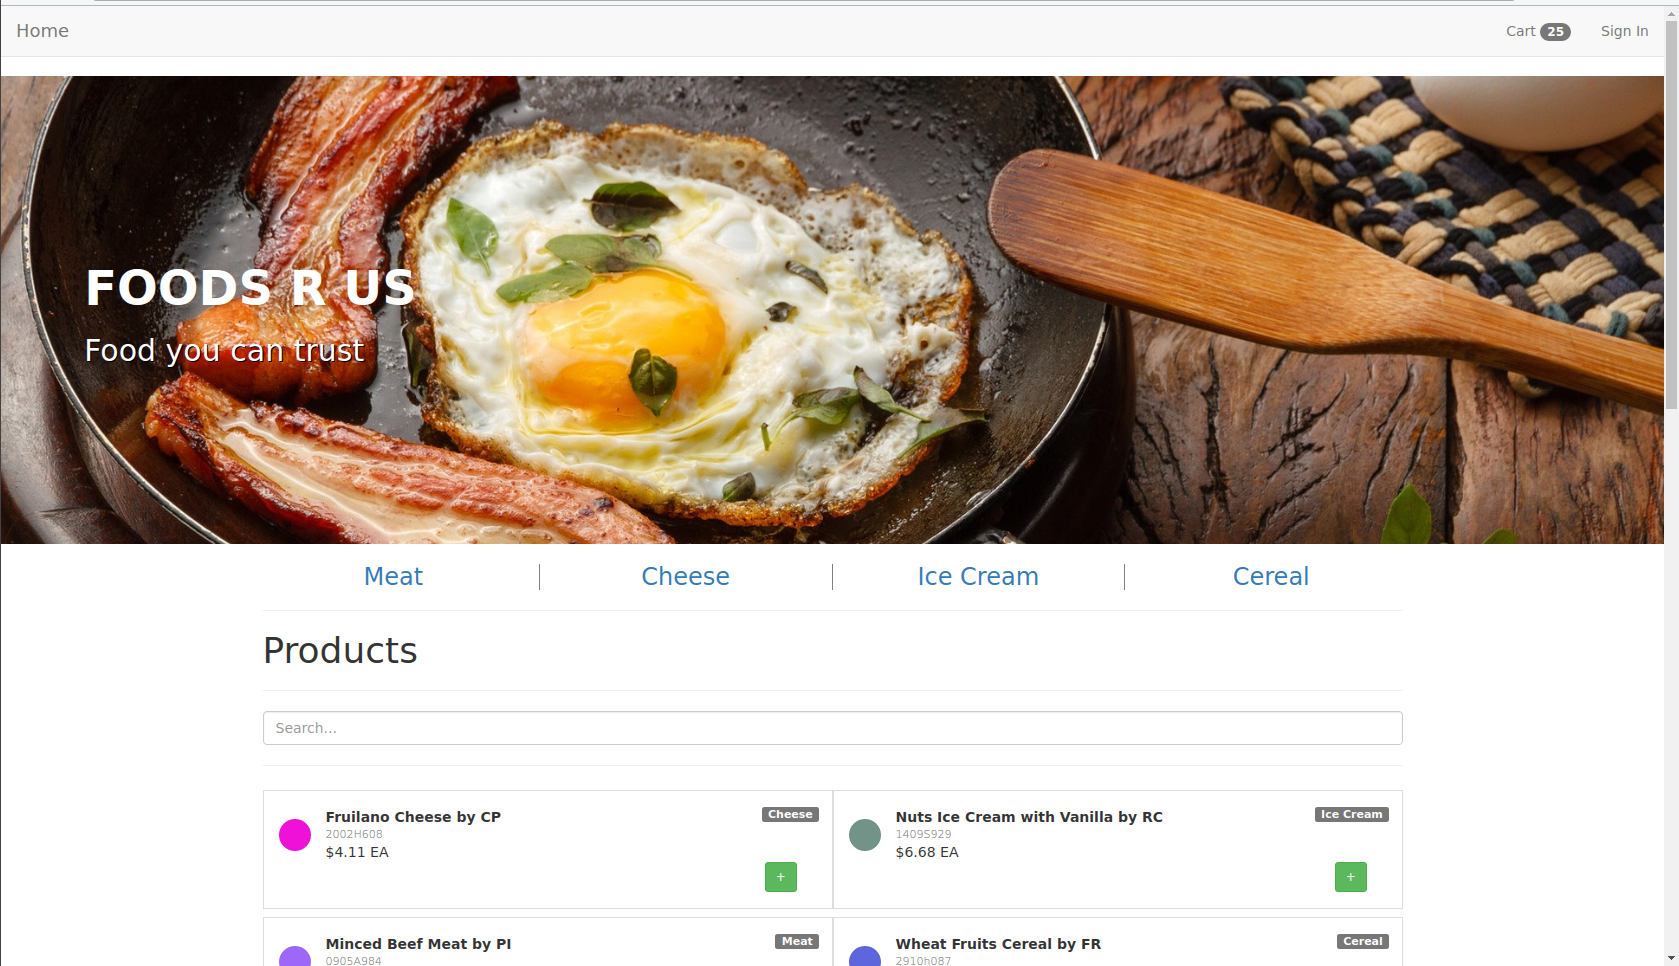 Home
Cart 25
Sign In
FOODS R US
Food you can trust
Meat
Cheese
Ice Cream
Cereal
Products
Search...
Fruilano Cheese by CP
Cheese
2002H608
$4.11 EA
+
Nuts Ice Cream with Vanilla by RC
Ice Cream
1409S929
$6.68 EA
+
Minced Beef Meat by PI
Meat
0905A984
Wheat Fruits Cereal by FR
Cereal
2910h087